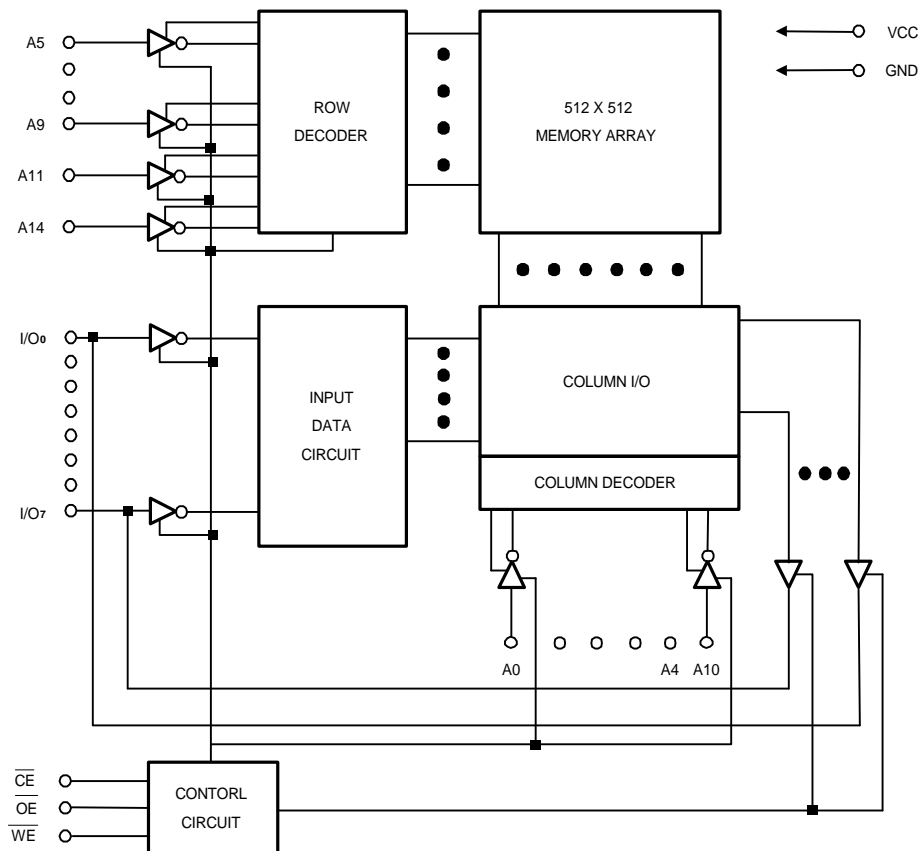 A5
A9
A11
A14
ROW
DECODER
512 X 512
MEMORY ARRAY
VCC
GND
I/O0
I/O7
INPUT
DATA
CIRCUIT
COLUMN I/O
COLUMN DECODER
A0
A4
A10
CE
OE
WE
CONTORL
CIRCUIT